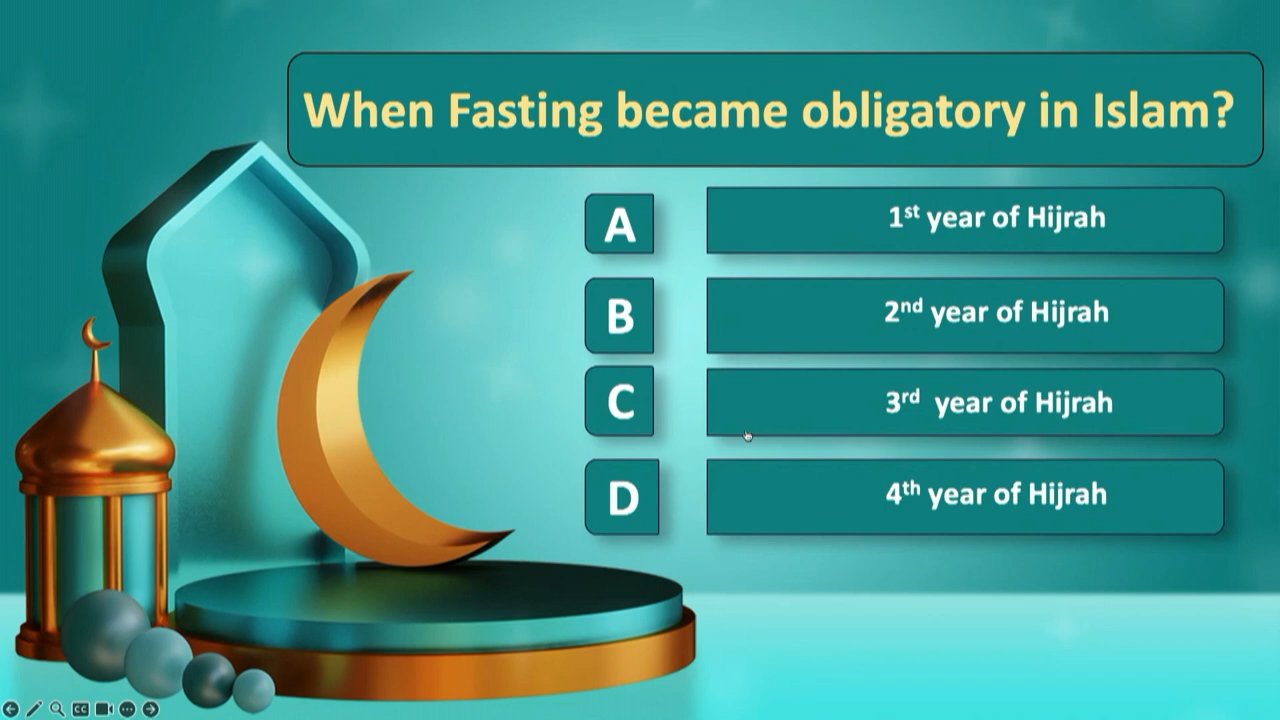 When Fasting became obligatory in Islam?
A 1st year of Hijrah
B 2nd year of Hijrah
C 3rd year of Hijrah
D 4th year of Hijrah
CC